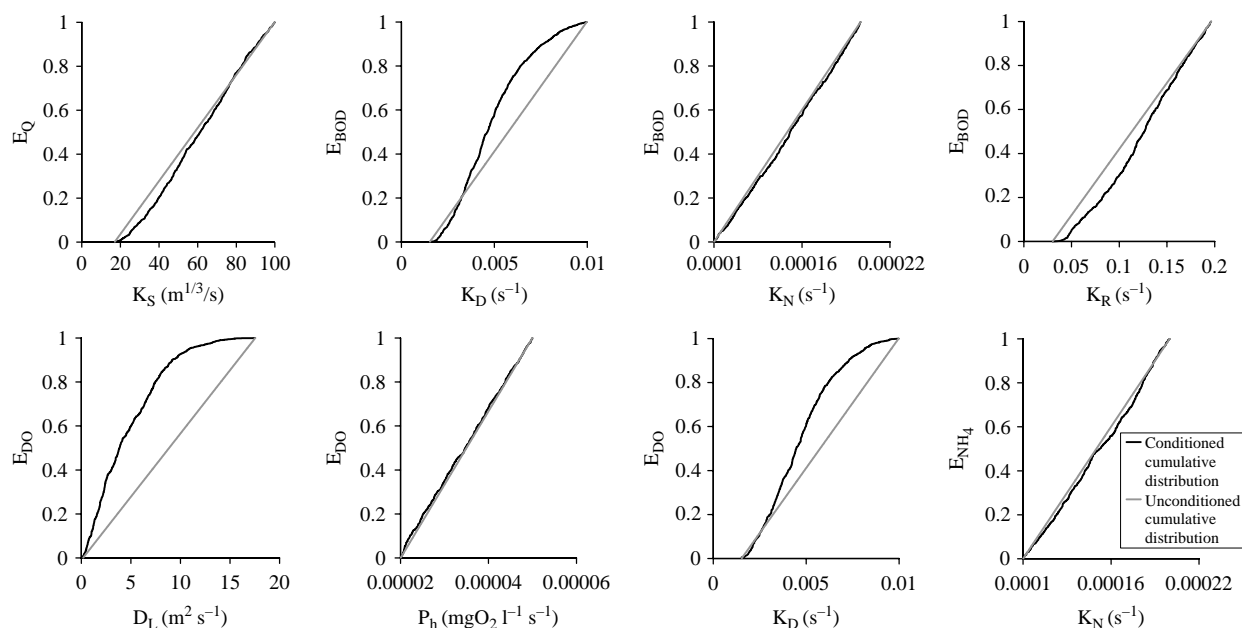 1
0.8
0.6
0.4
0.2
0
E_Q
0 20 40 60 80 100
K_S (m^1/3/s)
1
0.8
0.6
0.4
0.2
0
E_BOD
0 0.005 0.01
K_D (s^−1)
1
0.8
0.6
0.4
0.2
0
E_BOD
0.0001 0.00016 0.00022
K_N (s^−1)
1
0.8
0.6
0.4
0.2
0
E_BOD
0 0.05 0.1 0.15 0.2
K_R (s^−1)
1
0.8
0.6
0.4
0.2
0
E_DO
0 5 10 15 20
D_L (m^2 s^−1)
1
0.8
0.6
0.4
0.2
0
E_DO
0.00002 0.00004 0.00006
P_h (mgO_2 l^−1 s^−1)
1
0.8
0.6
0.4
0.2
0
E_DO
0 0.005 0.01
K_D (s^−1)
1
0.8
0.6
0.4
0.2
0
E_NH_4
0.0001 0.00016 0.00022
K_N (s^−1)
Conditioned
cumulative
distribution
Unconditioned
cumulative
distribution